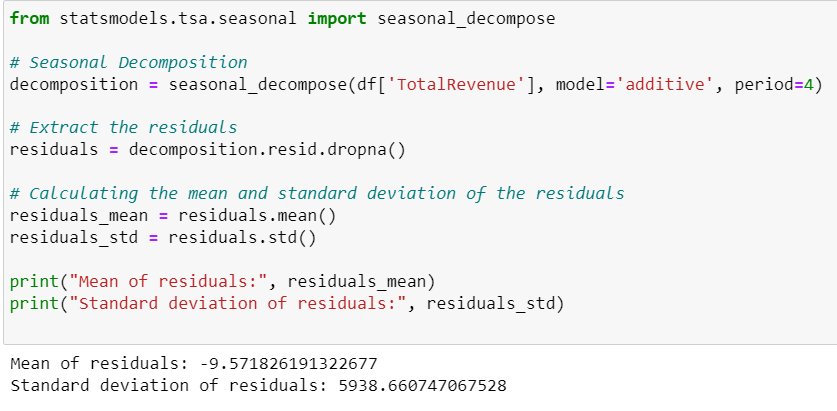 from statsmodels.tsa.seasonal import seasonal_decompose
# Seasonal Decomposition
decomposition = seasonal_decompose(df['TotalRevenue'], model='additive', period=4)
# Extract the residuals
residuals = decomposition.resid.dropna()
# Calculating the mean and standard deviation of the residuals
residuals_mean = residuals.mean()
residuals_std = residuals.std()
print("Mean of residuals:", residuals_mean)
print("Standard deviation of residuals:", residuals_std)
Mean of residuals: -9.571826191322677
Standard deviation of residuals: 5938.660747067528